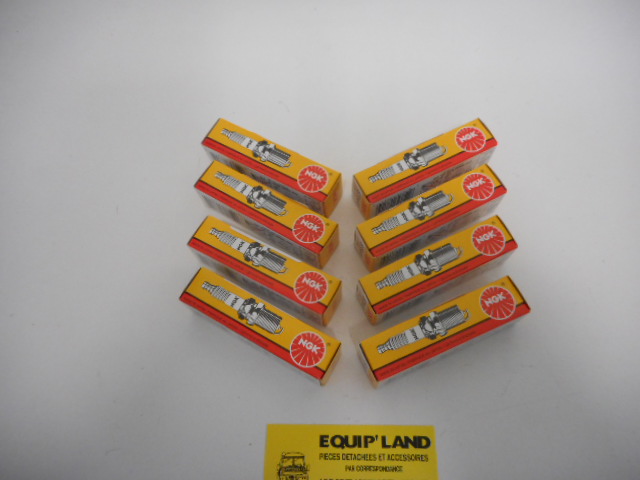 NGK
NGK
NGK
NGK
NGK
NGK
NGK
NGK
EQUIP' LAND
PIECES DETACHEES ET ACCESSOIRES
PAR CORRESPONDANCE